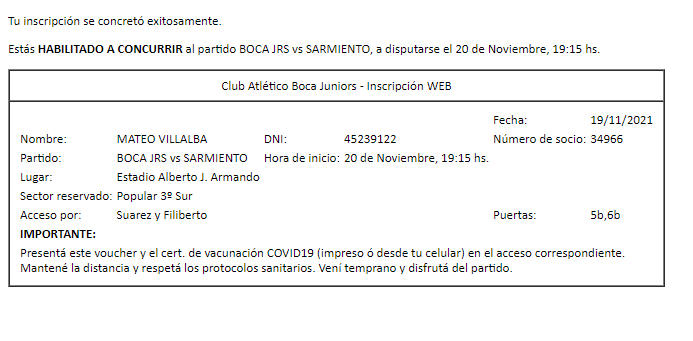 Tu inscripción se concretó exitosamente.
Estás HABILITADO A CONCURRIR al partido BOCA JRS vs SARMIENTO, a disputarse el 20 de Noviembre, 19:15 hs.
Club Atlético Boca Juniors - Inscripción WEB
Fecha: 19/11/2021
Nombre: MATEO VILLALBA DNI: 45239122 Número de socio: 34966
Partido: BOCA JRS vs SARMIENTO Hora de inicio: 20 de Noviembre, 19:15 hs.
Lugar: Estadio Alberto J. Armando
Sector reservado: Popular 3º Sur
Acceso por: Suarez y Filiberto Puertas: 5b,6b
IMPORTANTE:
Presentá este voucher y el cert. de vacunación COVID19 (impreso ó desde tu celular) en el acceso correspondiente.
Mantené la distancia y respetá los protocolos sanitarios. Vení temprano y disfrutá del partido.